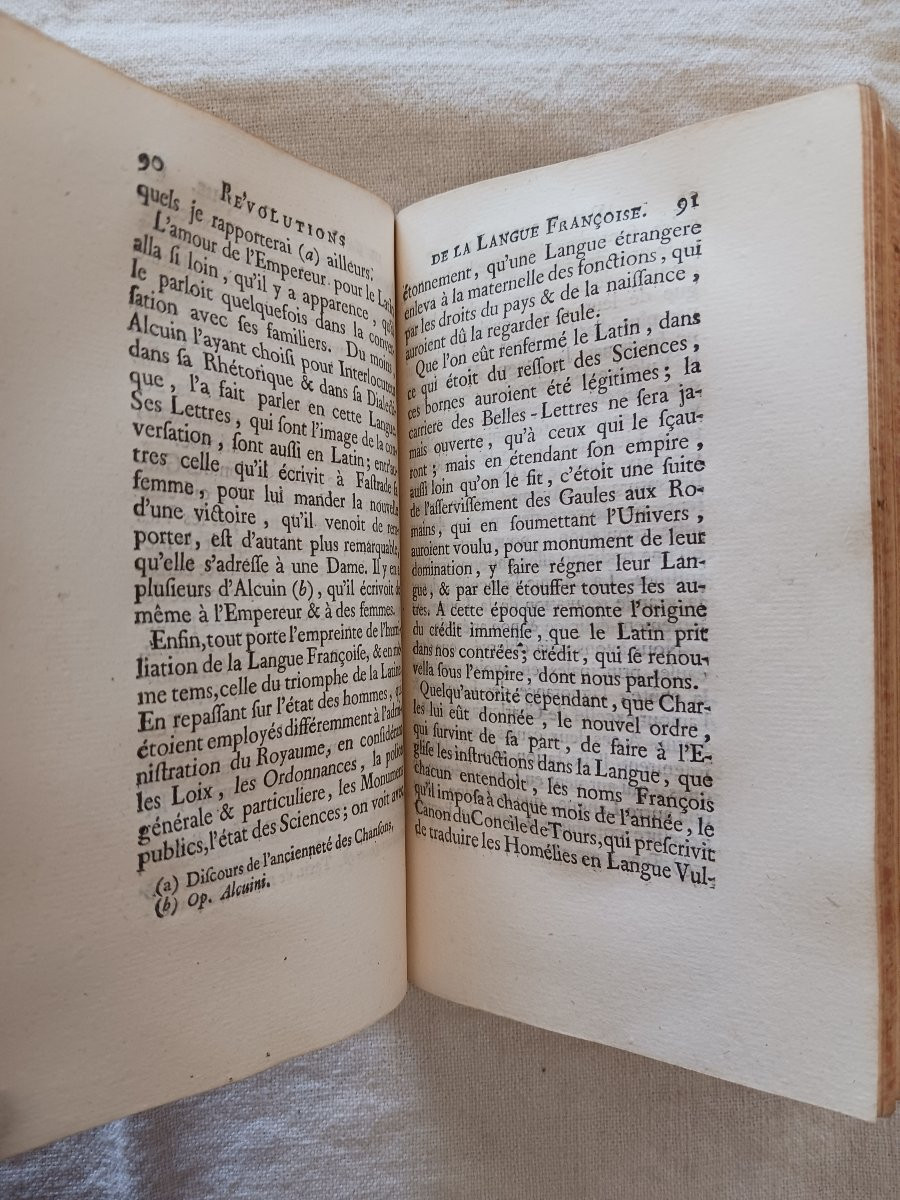 90
RE'VOLUTIONS
quels je rapporterai (a) ailleurs.
L'amour de l'Empereur pour le Latin
alla ſi loin, qu'il y a apparence, qu'il
le parloit quelquefois dans la conver-
ſation avec ſes familiers. Du moins
Alcuin l'ayant choiſi pour Interlocuteur
dans ſa Rhétorique & dans ſa Dialecti-
que, l'a fait parler en cette Langue.
Ses Lettres, qui ſont l'image de la con-
verſation, ſont auſſi en Latin; entr'au-
tres celle qu'il écrivit à Faſtrade ſa
femme, pour lui mander la nouvelle
d'une victoire, qu'il venoit de rem-
porter, eſt d'autant plus remarquable,
qu'elle s'adreſſe à une Dame. Il y en a
pluſieurs d'Alcuin (b), qu'il écrivoit de
même à l'Empereur & à des femmes.
Enfin, tout porte l'empreinte de l'humi-
liation de la Langue Françoiſe, & en mê-
me tems, celle du triomphe de la Latine.
En repaſſant ſur l'état des hommes, qui
étoient employés différemment à l'admi-
niſtration du Royaume, en conſidérant
les Loix, les Ordonnances, la police
générale & particuliere, les Monumens
publics, l'état des Sciences; on voit avec
(a) Diſcours de l'ancienneté des Chanſons,
(b) Op. Alcuini.
DE LA LANGUE FRANÇOISE. 91
étonnement, qu'une Langue étrangere
enleva à la maternelle des fonctions, qui
par les droits du pays & de la naiſſance,
auroient dû la regarder ſeule.
Que l'on eût renfermé le Latin, dans
ce qui étoit du reſſort des Sciences,
ces bornes auroient été légitimes; la
carriere des Belles-Lettres ne ſera ja-
mais ouverte, qu'à ceux qui le ſçau-
ront; mais en étendant ſon empire,
auſſi loin qu'on le fit, c'étoit une ſuite
de l'aſſerviſſement des Gaules aux Ro-
mains, qui en ſoumettant l'Univers,
auroient voulu, pour monument de leur
domination, y faire régner leur Lan-
gue, & par elle étouffer toutes les au-
tres. A cette époque remonte l'origine
du crédit immenſe, que le Latin prit
dans nos contrées; crédit, qui ſe renou-
vella ſous l'empire, dont nous parlons.
Quelqu'autorité cependant, que Char-
les lui eût donnée, le nouvel ordre,
qui ſurvint de ſa part, de faire à l'E-
gliſe les inſtructions dans la Langue, que
chacun entendoit, les noms François
qu'il impoſa à chaque mois de l'année, le
Canon du Concile de Tours, qui preſcrivit
de traduire les Homélies en Langue Vul-